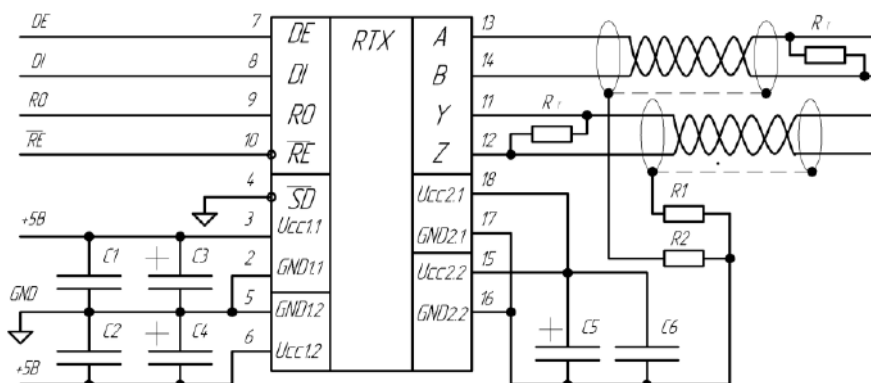 DE 7 DE RTX A 13 R т
DI 8 DI B 14
RO 9 RO Y 11 R т
RE 10 RE Z 12
4 SD Ucc2.1 18
+5В 3 Ucc1.1 GND2.1 17 R1
C1 + C3 2 GND1.1 Ucc2.2 15 R2
GND 5 GND1.2 GND2.2 16
C2 + C4 6 Ucc1.2 + C5 C6
+5В